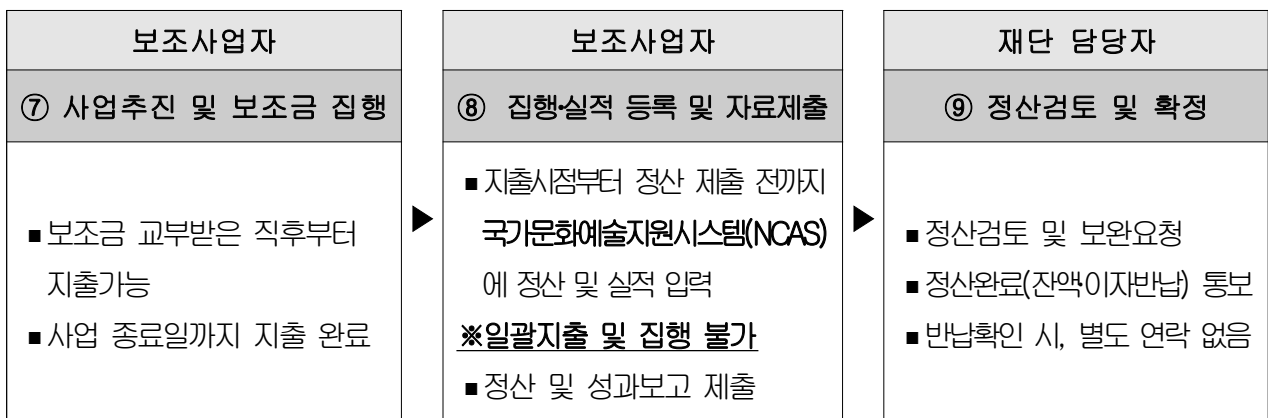 보조사업자
⑦ 사업추진 및 보조금 집행
■ 보조금 교부받은 직후부터
지출가능
■ 사업 종료일까지 지출 완료
▶
보조사업자
⑧ 집행·실적 등록 및 자료제출
■ 지출시점부터 정산 제출 전까지
국가문화예술지원시스템(NCAS)
에 정산 및 실적 입력
※일괄지출 및 집행 불가
■ 정산 및 성과보고 제출
▶
재단 담당자
⑨ 정산검토 및 확정
■ 정산검토 및 보완요청
■ 정산완료(잔액·이자반납) 통보
■ 반납확인 시, 별도 연락 없음